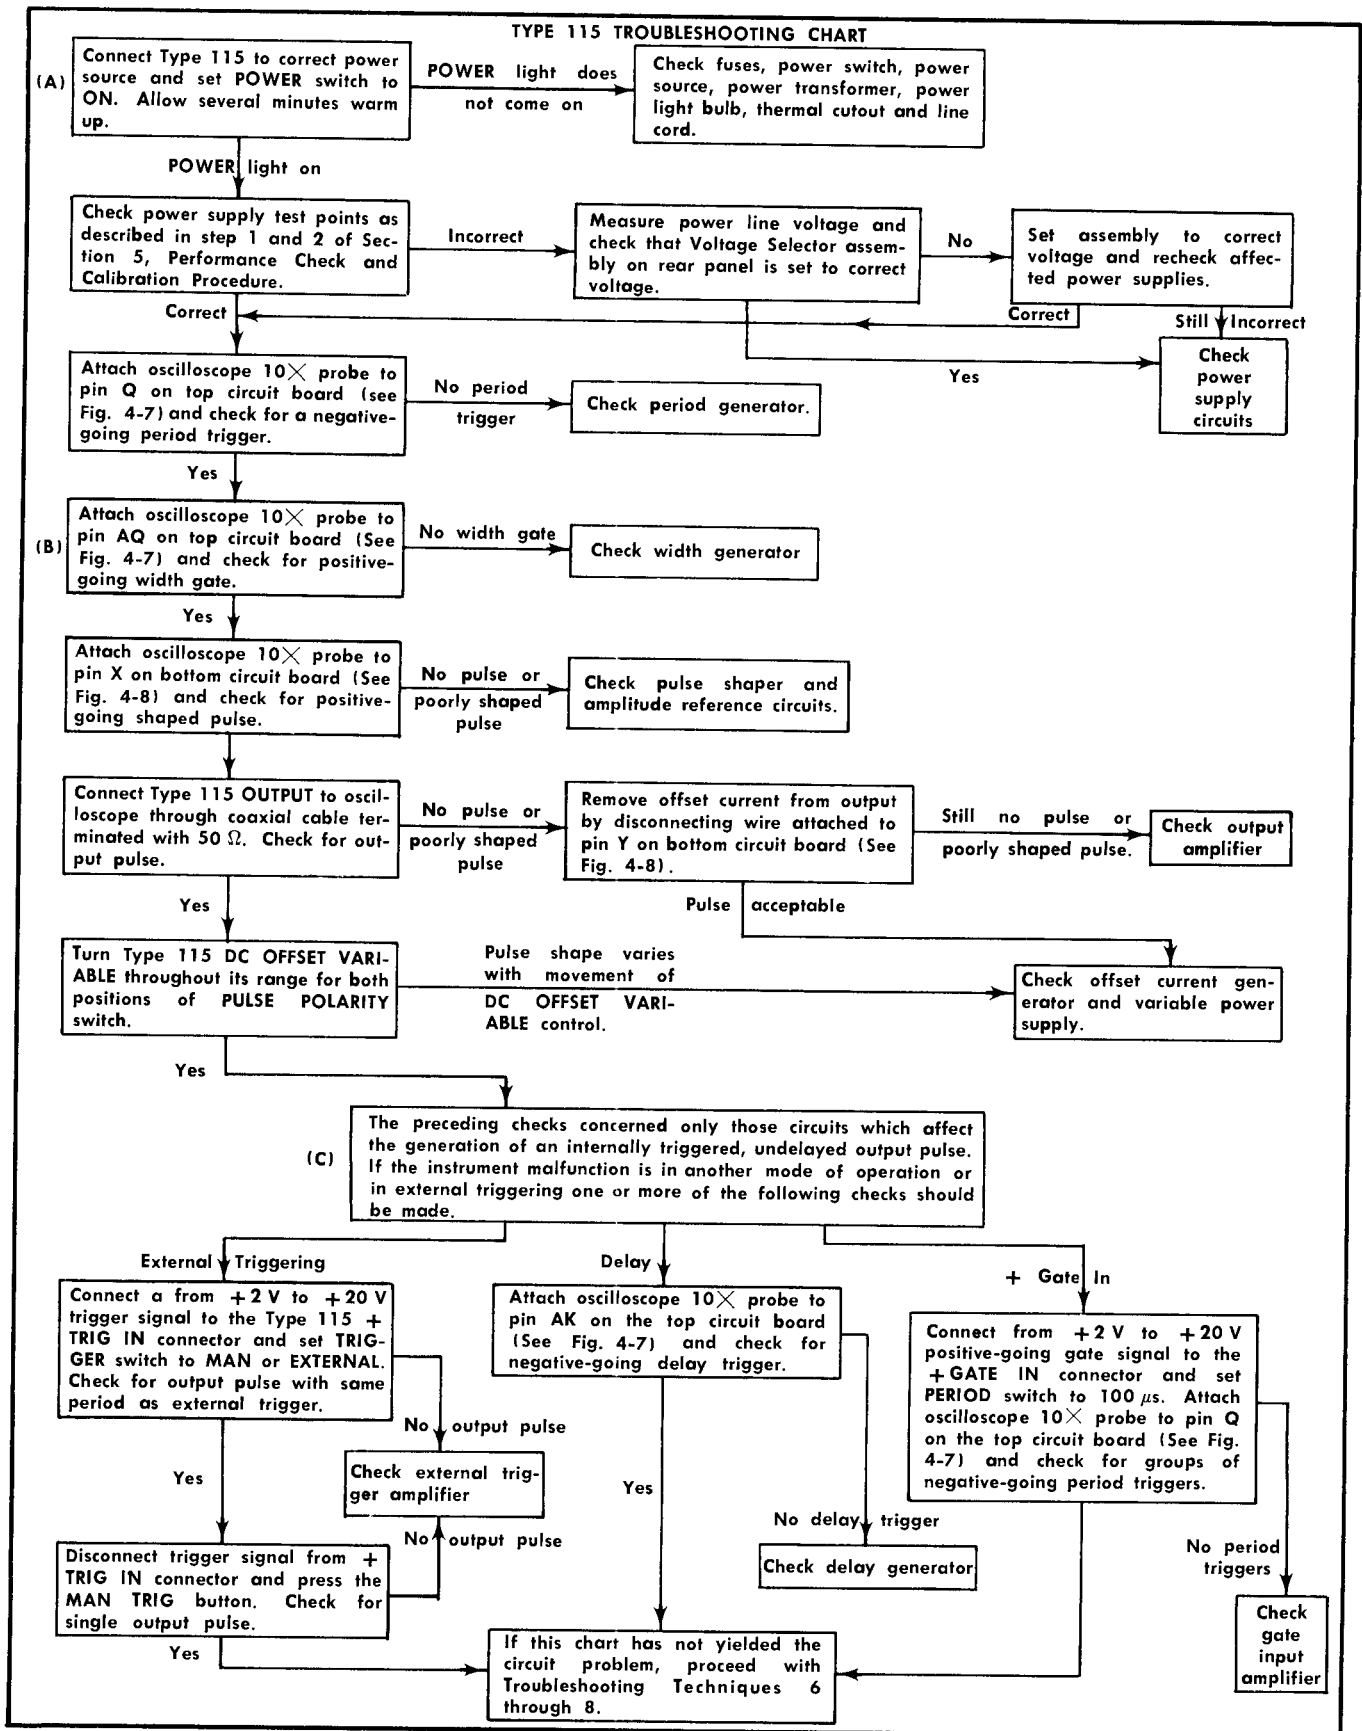 TYPE 115 TROUBLESHOOTING CHART
(A)
Connect Type 115 to correct power
source and set POWER switch to
ON. Allow several minutes warm
up.
POWER light does
not come on
Check fuses, power switch, power
source, power transformer, power
light bulb, thermal cutout and line
cord.
POWER light on
Check power supply test points as
described in step 1 and 2 of Sec-
tion 5, Performance Check and
Calibration Procedure.
Incorrect
Measure power line voltage and
check that Voltage Selector assem-
bly on rear panel is set to correct
voltage.
No
Set assembly to correct
voltage and recheck affec-
ted power supplies.
Correct
Correct
Still Incorrect
Yes
Check
power
supply
circuits
Attach oscilloscope 10X probe to
pin Q on top circuit board (see
Fig. 4-7) and check for a negative-
going period trigger.
No period
trigger
Check period generator.
Yes
(B)
Attach oscilloscope 10X probe to
pin AQ on top circuit board (See
Fig. 4-7) and check for positive-
going width gate.
No width gate
Check width generator
Yes
Attach oscilloscope 10X probe to
pin X on bottom circuit board (See
Fig. 4-8) and check for positive-
going shaped pulse.
No pulse or
poorly shaped
pulse
Check pulse shaper and
amplitude reference circuits.
Connect Type 115 OUTPUT to oscil-
loscope through coaxial cable ter-
minated with 50 Ω. Check for out-
put pulse.
No pulse or
poorly shaped
pulse
Remove offset current from output
by disconnecting wire attached to
pin Y on bottom circuit board (See
Fig. 4-8).
Still no pulse or
poorly shaped pulse.
Check output
amplifier
Yes
Pulse acceptable
Turn Type 115 DC OFFSET VARI-
ABLE throughout its range for both
positions of PULSE POLARITY
switch.
Pulse shape varies
with movement of
DC OFFSET VARI-
ABLE control.
Check offset current gen-
erator and variable power
supply.
Yes
(C)
The preceding checks concerned only those circuits which affect
the generation of an internally triggered, undelayed output pulse.
If the instrument malfunction is in another mode of operation or
in external triggering one or more of the following checks should
be made.
External Triggering
Delay
+ Gate In
Connect a from +2 V to +20 V
trigger signal to the Type 115 +
TRIG IN connector and set TRIG-
GER switch to MAN or EXTERNAL.
Check for output pulse with same
period as external trigger.
Attach oscilloscope 10X probe to
pin AK on the top circuit board
(See Fig. 4-7) and check for
negative-going delay trigger.
Connect from +2 V to +20 V
positive-going gate signal to the
+GATE IN connector and set
PERIOD switch to 100 μs. Attach
oscilloscope 10X probe to pin Q
on the top circuit board (See Fig.
4-7) and check for groups of
negative-going period triggers.
No output pulse
Check external trig-
ger amplifier
No output pulse
Yes
Yes
No delay trigger
Check delay generator
No period
triggers
Check
gate
input
amplifier
Disconnect trigger signal from +
TRIG IN connector and press the
MAN TRIG button. Check for
single output pulse.
Yes
If this chart has not yielded the
circuit problem, proceed with
Troubleshooting Techniques 6
through 8.